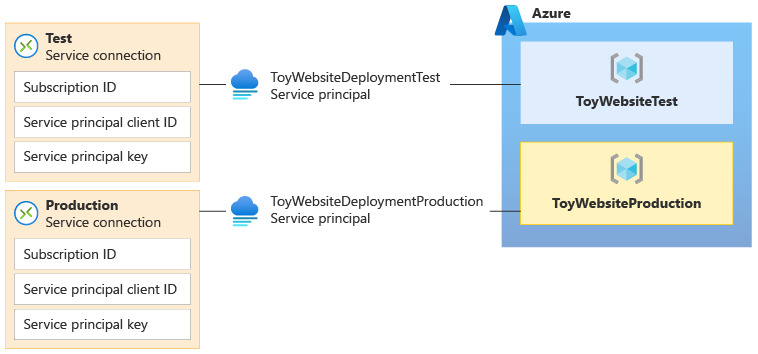 Test
Service connection
Subscription ID
Service principal client ID
Service principal key
ToyWebsiteDeploymentTest
Service principal
Azure
ToyWebsiteTest
Production
Service connection
Subscription ID
Service principal client ID
Service principal key
ToyWebsiteDeploymentProduction
Service principal
ToyWebsiteProduction